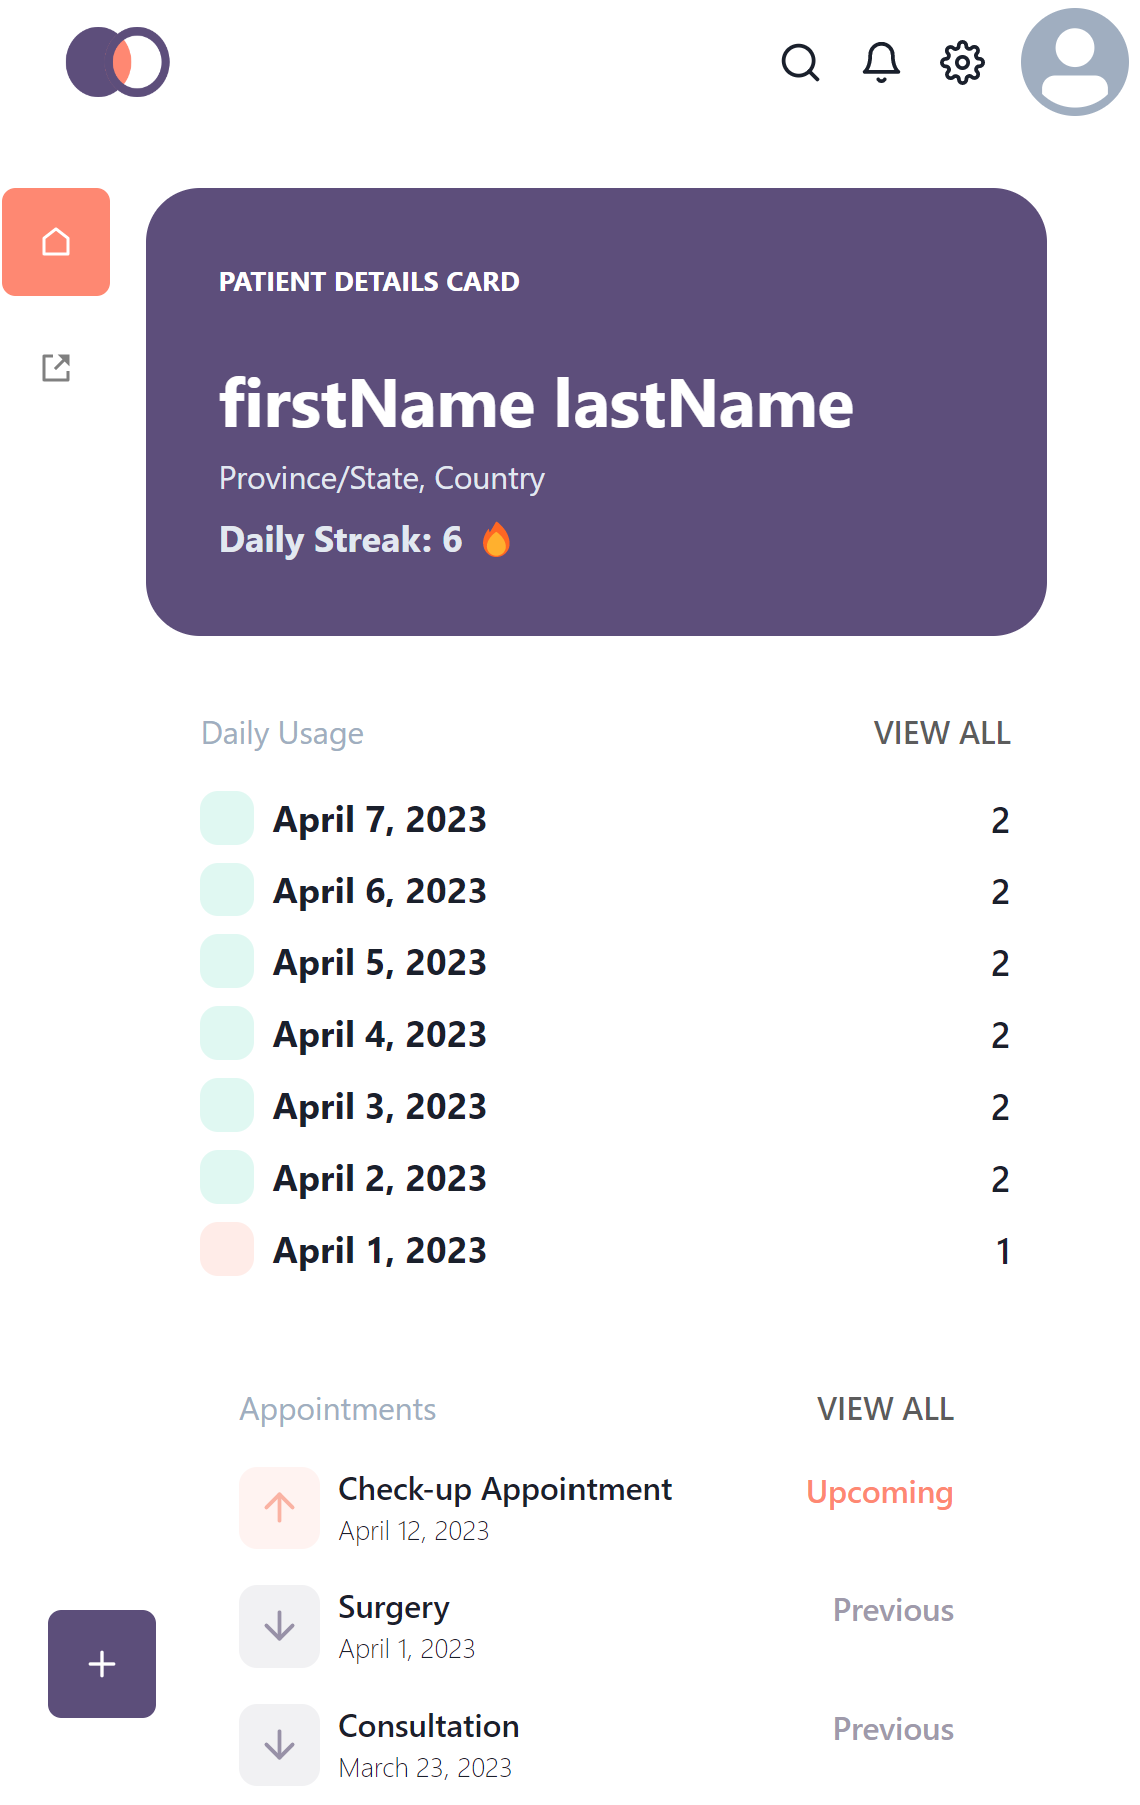 PATIENT DETAILS CARD
firstName lastName
Province/State, Country
Daily Streak: 6 🔥
Daily Usage VIEW ALL
April 7, 2023 2
April 6, 2023 2
April 5, 2023 2
April 4, 2023 2
April 3, 2023 2
April 2, 2023 2
April 1, 2023 1
Appointments VIEW ALL
Check-up Appointment Upcoming
April 12, 2023
Surgery Previous
April 1, 2023
Consultation Previous
March 23, 2023